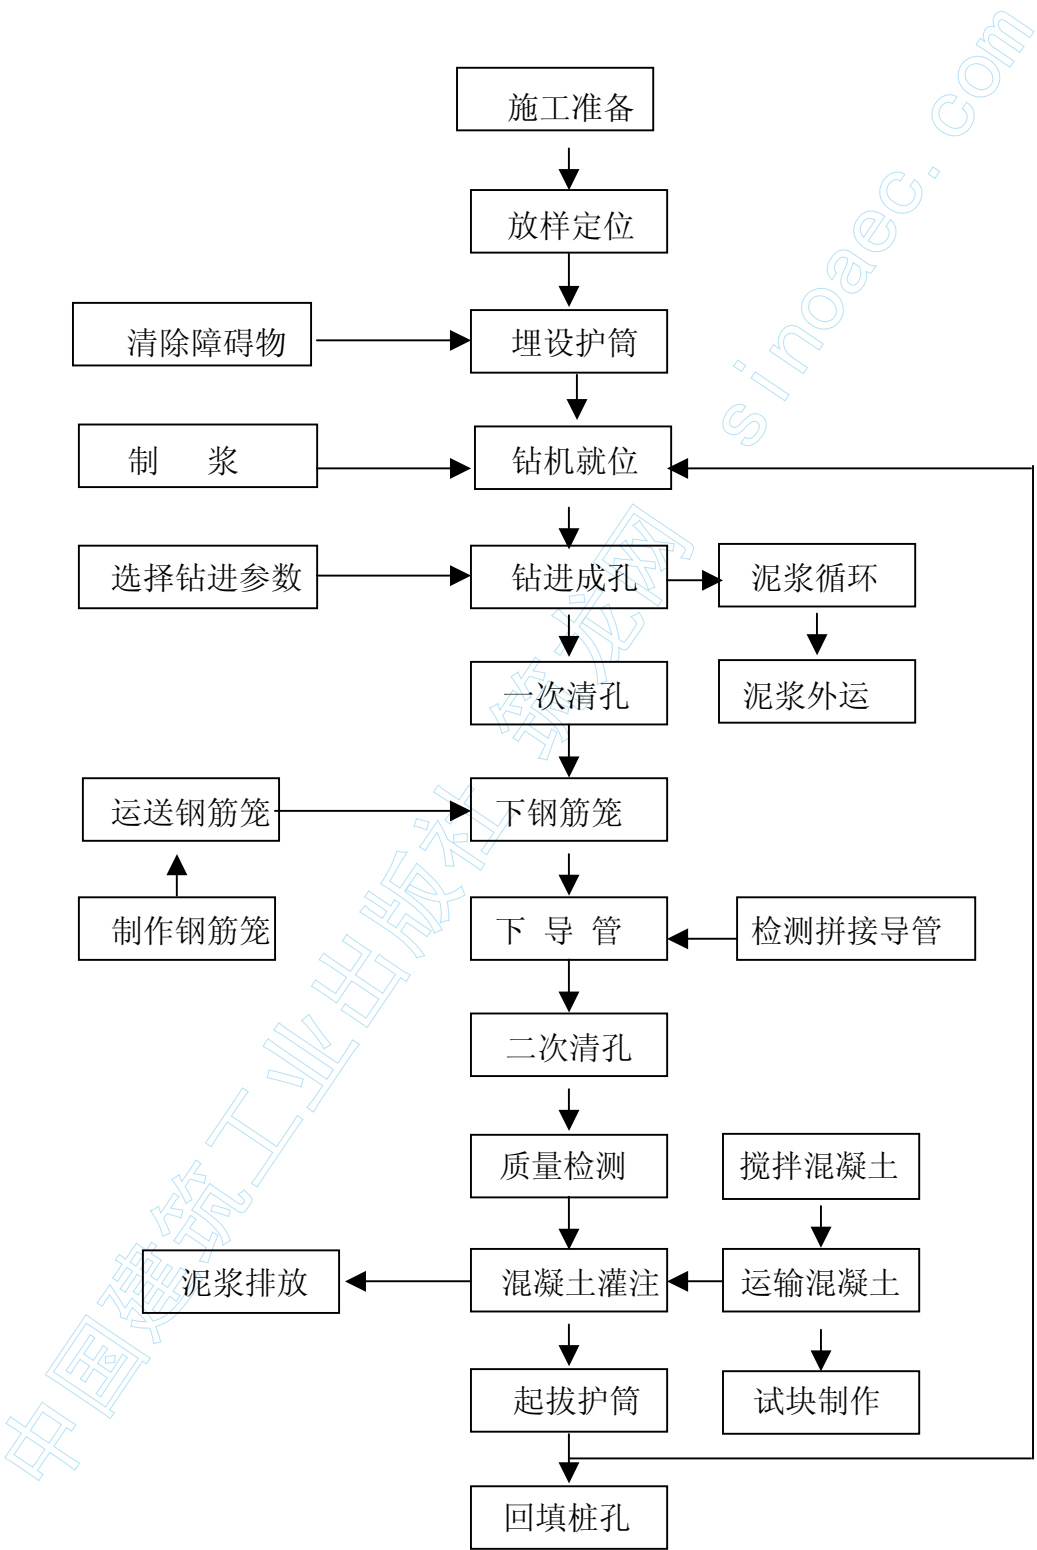 施工准备
放样定位
清除障碍物
埋设护筒
制 浆
钻机就位
选择钻进参数
钻进成孔
泥浆循环
一次清孔
泥浆外运
运送钢筋笼
下钢筋笼
制作钢筋笼
下 导 管
检测拼接导管
二次清孔
质量检测
搅拌混凝土
泥浆排放
混凝土灌注
运输混凝土
起拔护筒
试块制作
回填桩孔
中国建筑工业出版社 筑龙网 sinoaec.com